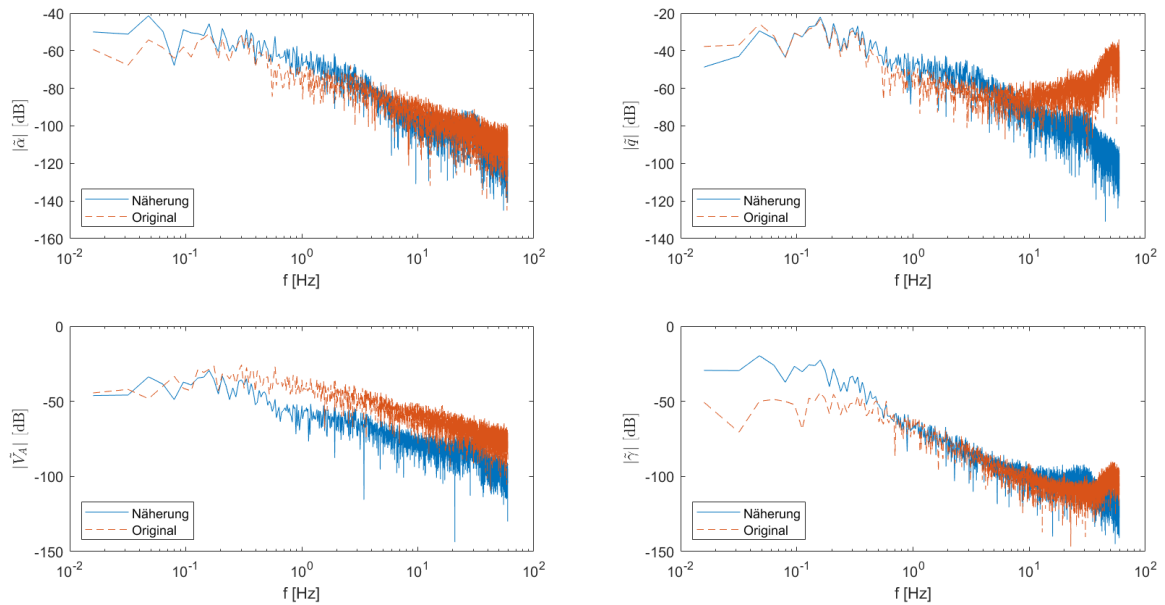 -40
-60
-80
-100
-120
-140
-160
|α̃| [dB]
Näherung
Original
10^-2 10^-1 10^0 10^1 10^2
f [Hz]
-20
-40
-60
-80
-100
-120
-140
|q̃| [dB]
Näherung
Original
10^-2 10^-1 10^0 10^1 10^2
f [Hz]
0
-50
-100
-150
|Ṽ_A| [dB]
Näherung
Original
10^-2 10^-1 10^0 10^1 10^2
f [Hz]
0
-50
-100
-150
|γ̃| [dB]
Näherung
Original
10^-2 10^-1 10^0 10^1 10^2
f [Hz]